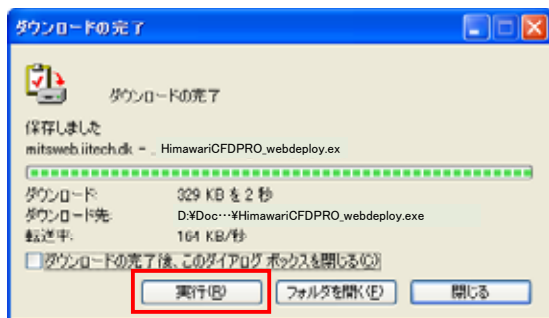 ダウンロードの完了
ダウンロードの完了
保存しました
mitsweb.iitech.dk - _ HimawariCFDPRO_webdeploy.ex
ダウンロード: 329 KB を 2 秒
ダウンロード先: D:¥Doc…¥HimawariCFDPRO_webdeploy.exe
転送率: 164 KB/秒
ダウンロードの完了後、このダイアログ ボックスを閉じる(C)
実行(R) フォルダを開く(F) 閉じる